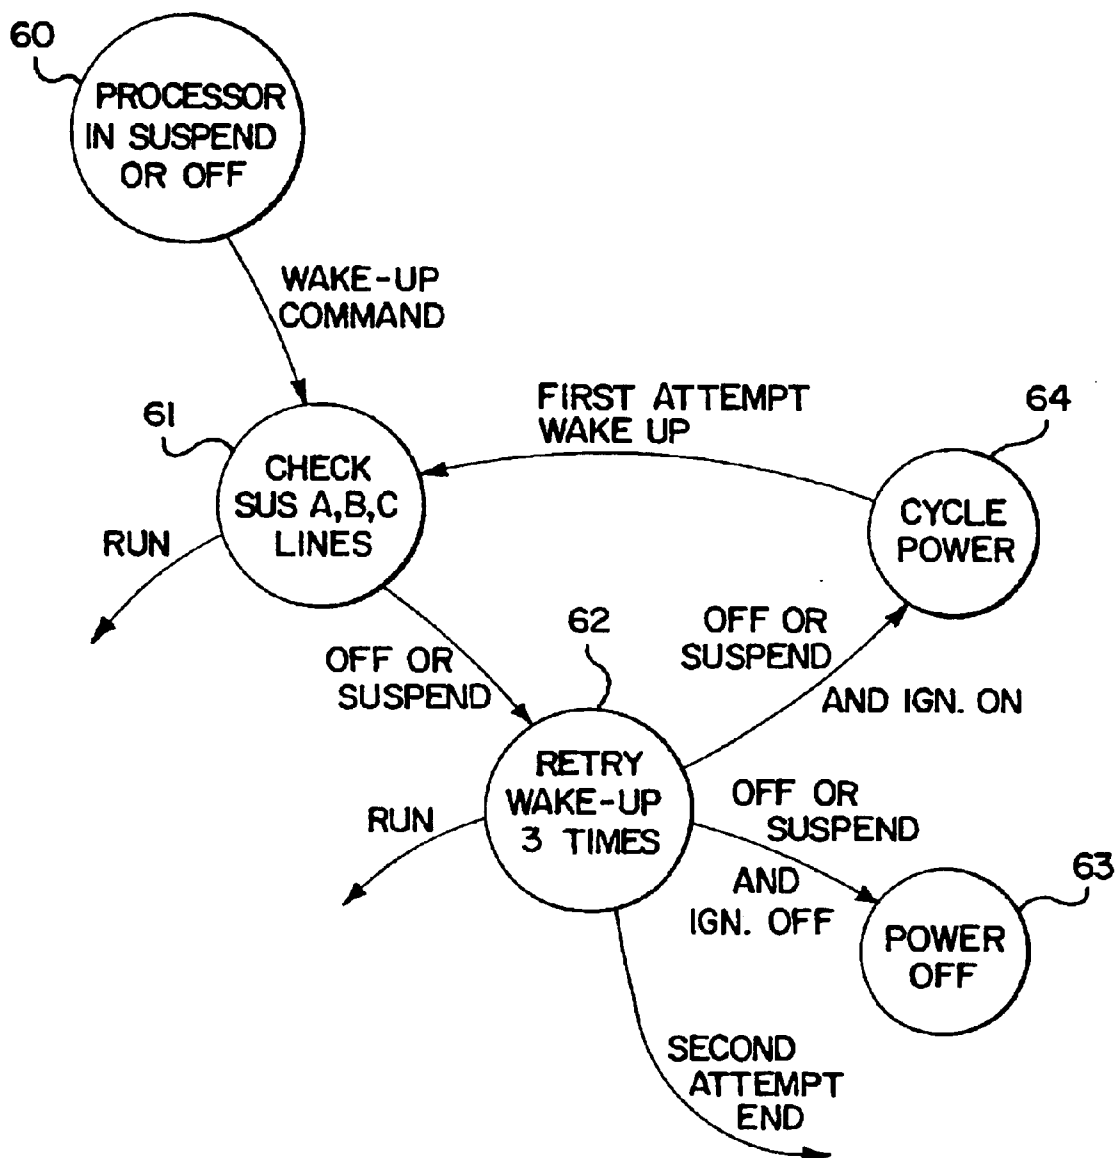 60
PROCESSOR
IN SUSPEND
OR OFF
WAKE-UP
COMMAND
FIRST ATTEMPT
WAKE UP
61
64
CHECK
SUS A,B,C
LINES
CYCLE
POWER
RUN
62
OFF OR
SUSPEND
OFF OR
SUSPEND
AND IGN. ON
RETRY
WAKE-UP
3 TIMES
RUN
OFF OR
SUSPEND
AND
IGN. OFF
63
POWER
OFF
SECOND
ATTEMPT
END